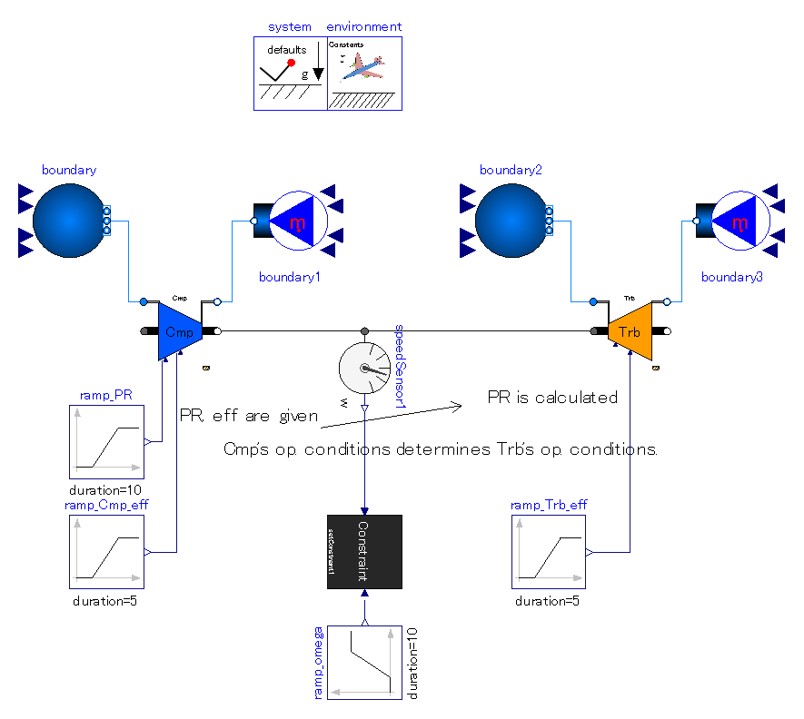 system environment
defaults
g
Constants
boundary
boundary2
boundary1
boundary3
Cmp
Trb
Cmp
Trb
speedSensor1
w
ramp_PR
PR, eff are given
PR is calculated
Cmp's op. conditions determines Trb's op. conditions.
duration=10
ramp_Cmp_eff
ramp_Trb_eff
Constraint
setConstraint1
duration=5
duration=5
ramp_omega
duration=10
ṁ
ṁ